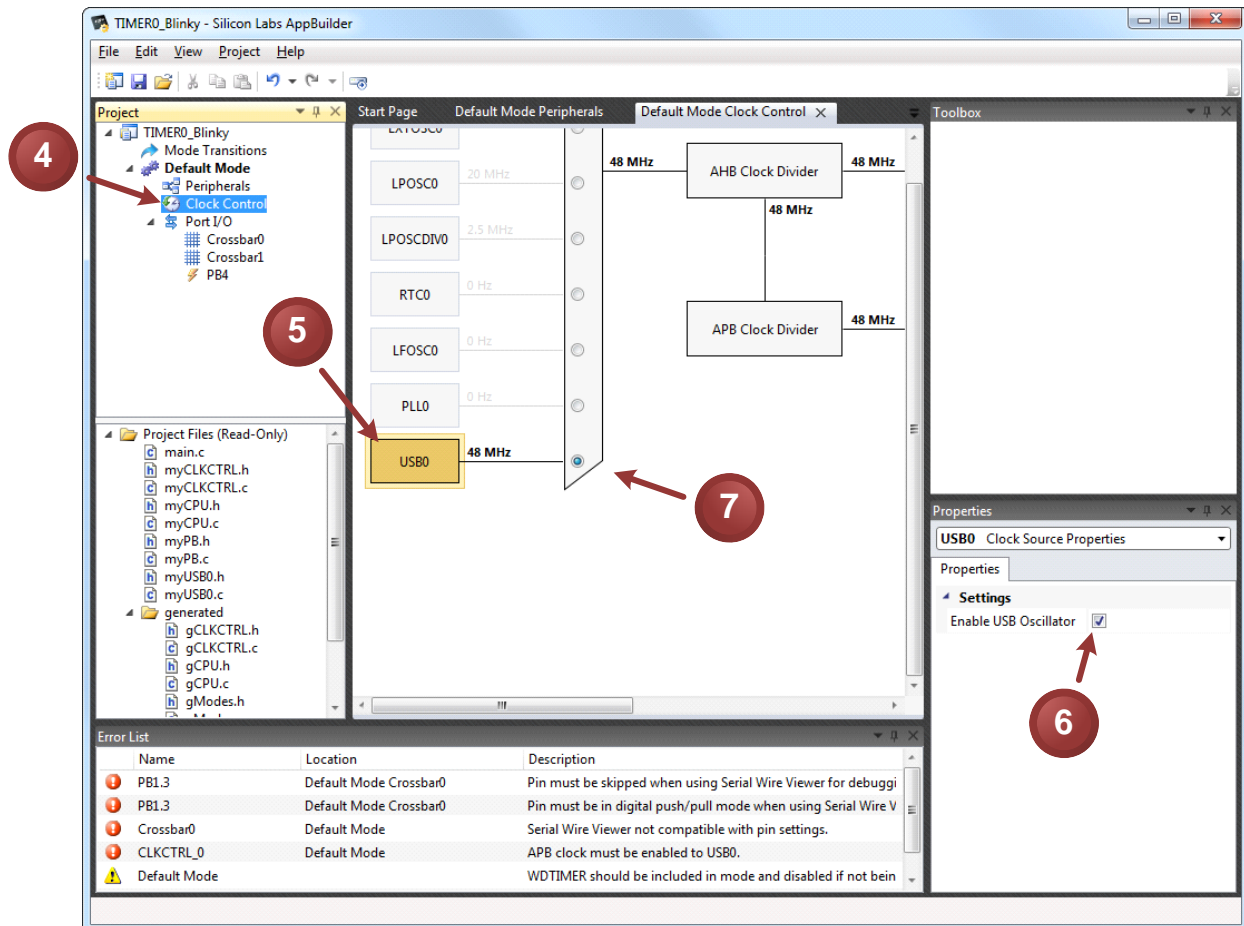 TIMER0_Blinky - Silicon Labs AppBuilder
File Edit View Project Help
Project
TIMER0_Blinky
Mode Transitions
Default Mode
Peripherals
Clock Control
Port I/O
Crossbar0
Crossbar1
PB4
4
Project Files (Read-Only)
main.c
myCLKCTRL.h
myCLKCTRL.c
myCPU.h
myCPU.c
myPB.h
myPB.c
myUSB0.h
myUSB0.c
generated
gCLKCTRL.h
gCLKCTRL.c
gCPU.h
gCPU.c
gModes.h
Start Page Default Mode Peripherals Default Mode Clock Control
EXTOSC0
LPOSC0 20 MHz
LPOSCDIV0 2.5 MHz
RTC0 0 Hz
LFOSC0 0 Hz
PLL0 0 Hz
USB0 48 MHz
5
7
48 MHz AHB Clock Divider 48 MHz
48 MHz
APB Clock Divider 48 MHz
Toolbox
Properties
USB0 Clock Source Properties
Properties
Settings
Enable USB Oscillator
6
Error List
Name Location Description
PB1.3 Default Mode Crossbar0 Pin must be skipped when using Serial Wire Viewer for debuggi
PB1.3 Default Mode Crossbar0 Pin must be in digital push/pull mode when using Serial Wire V
Crossbar0 Default Mode Serial Wire Viewer not compatible with pin settings.
CLKCTRL_0 Default Mode APB clock must be enabled to USB0.
Default Mode WDTIMER should be included in mode and disabled if not bein